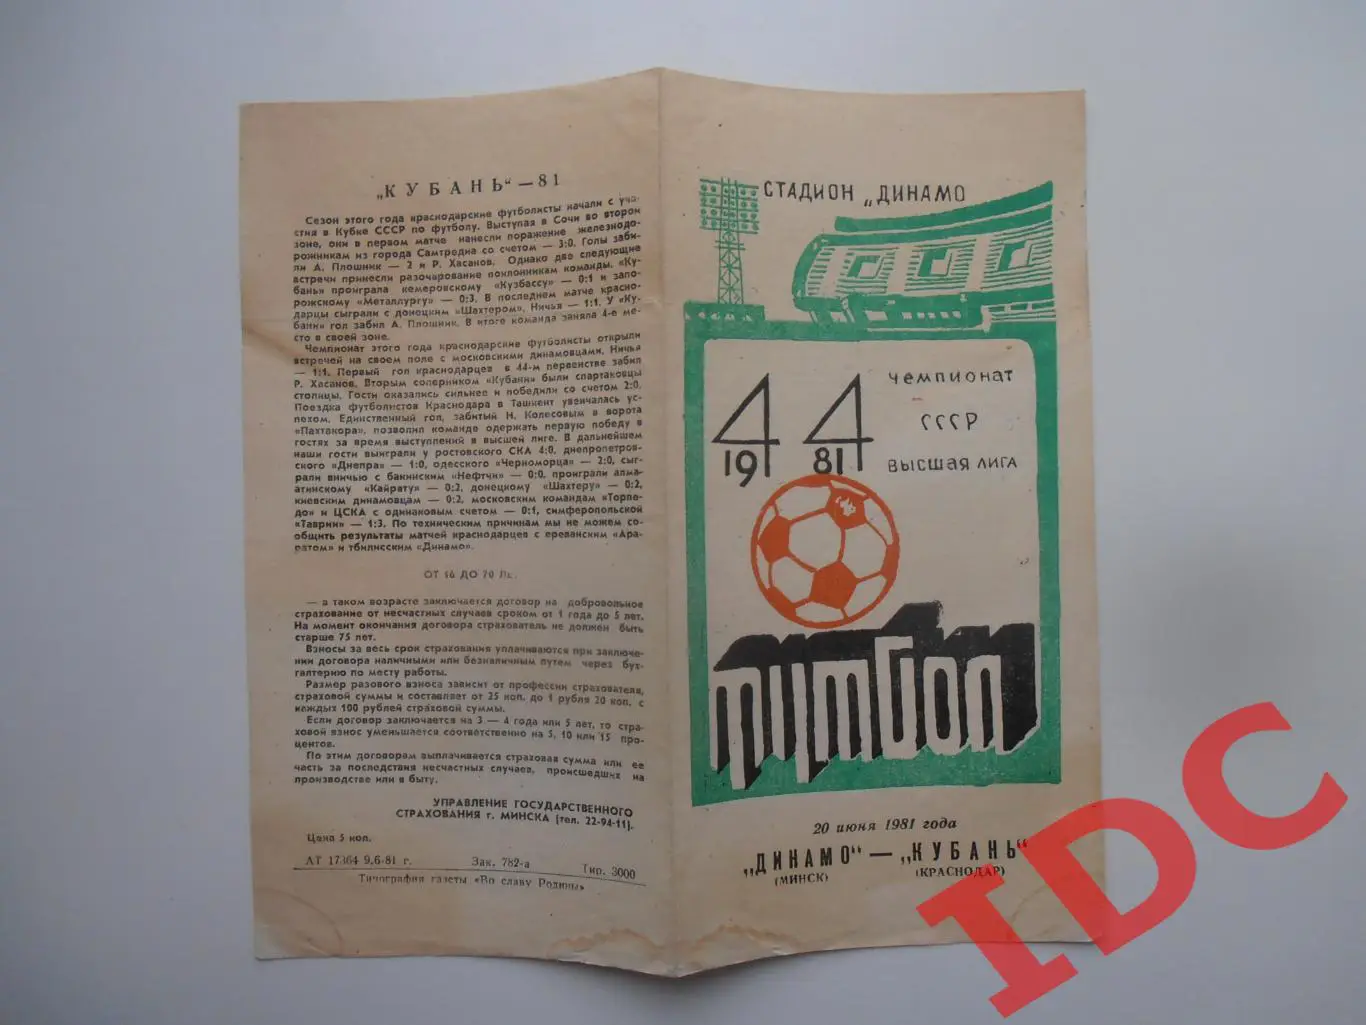 „КУБАНЬ“ — 81
Сезон этого года краснодарские футболисты начали с уча-
стия в Кубке СССР по футболу. Выступая в Сочи во второй
зоне, они в первом матче нанесли поражение железнодо-
рожникам из города Самтредиа со счетом — 3:0. Голы заби-
ли А. Плошник — 2 и Р. Хасанов. Однако две следующие
встречи принесли разочарование поклонникам команды. «Ку-
бань» проиграла кемеровскому «Кузбассу» — 0:1 и запо-
рожскому «Металлургу» — 0:3. В последнем матче красно-
дарцы сыграли с донецким «Шахтером». Ничья — 1:1. У «Ку-
бани» гол забил А. Плошник. В итоге команда заняла 4-е ме-
сто в своей зоне.
Чемпионат этого года краснодарские футболисты открыли
встречей на своем поле с московскими динамовцами. Ничья
— 1:1. Первый гол краснодарцев в 44-м первенстве забил
Р. Хасанов. Вторым соперником «Кубани» были спартаковцы
столицы. Гости оказались сильнее и победили со счетом 2:0.
Поездка футболистов Краснодара в Ташкент увенчалась ус-
пехом. Единственный гол, забитый Н. Колесовым в ворота
«Пахтакора», позволил команде одержать первую победу в
гостях за время выступлений в высшей лиге. В дальнейшем
наши гости выиграли у ростовского СКА 4:0, днепропетров-
ского «Днепра» — 1:0, одесского «Черноморца» — 2:0, сыг-
рали вничью с бакинским «Нефтчи» — 0:0, проиграли алма-
атинскому «Кайрату» — 0:2, донецкому «Шахтеру» — 0:2,
киевским динамовцам — 0:2, московским командам «Торпе-
до» и ЦСКА с одинаковым счетом — 0:1, симферопольской
«Таврии» — 1:3. По техническим причинам мы не можем со-
общить результаты матчей краснодарцев с ереванским «Ара-
ратом» и тбилисским «Динамо».
ОТ 16 ДО 70 ЛЕТ
— в таком возрасте заключается договор на добровольное
страхование от несчастных случаев сроком от 1 года до 5 лет.
На момент окончания договора страхователь не должен быть
старше 75 лет.
Взносы за весь срок страхования уплачиваются при заключе-
нии договора наличными или безналичным путем через бух-
галтерию по месту работы.
Размер разового взноса зависит от профессии страхователя,
страховой суммы и составляет от 25 коп. до 1 рубля 20 коп. с
каждых 100 рублей страховой суммы.
Если договор заключается на 3 — 4 года или 5 лет, то стра-
ховой взнос уменьшается соответственно на 5, 10 или 15 про-
центов.
По этим договорам выплачивается страховая сумма или ее
часть за последствия несчастных случаев, происшедших на
производстве или в быту.
УПРАВЛЕНИЕ ГОСУДАРСТВЕННОГО
СТРАХОВАНИЯ г. МИНСКА (тел. 22-94-11).
Цена 5 коп.
АТ 17364 9.6-81 г. Зак. 782-а Тир. 3000
Типография газеты «Во славу Родины»
СТАДИОН „ДИНАМО
44
1981
чемпионат
СССР
высшая лига
футбол
20 июня 1981 года
„ДИНАМО“ — „КУБАНЬ“
(МИНСК) (КРАСНОДАР)
IDC